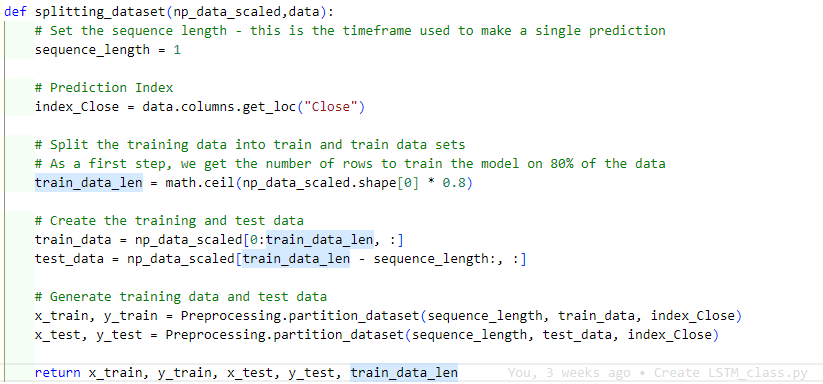 def splitting_dataset(np_data_scaled,data):
    # Set the sequence length - this is the timeframe used to make a single prediction
    sequence_length = 1
    # Prediction Index
    index_Close = data.columns.get_loc("Close")
    # Split the training data into train and train data sets
    # As a first step, we get the number of rows to train the model on 80% of the data
    train_data_len = math.ceil(np_data_scaled.shape[0] * 0.8)
    # Create the training and test data
    train_data = np_data_scaled[0:train_data_len, :]
    test_data = np_data_scaled[train_data_len - sequence_length:, :]
    # Generate training data and test data
    x_train, y_train = Preprocessing.partition_dataset(sequence_length, train_data, index_Close)
    x_test, y_test = Preprocessing.partition_dataset(sequence_length, test_data, index_Close)
    return x_train, y_train, x_test, y_test, train_data_len You, 3 weeks ago • Create LSTM_class.py